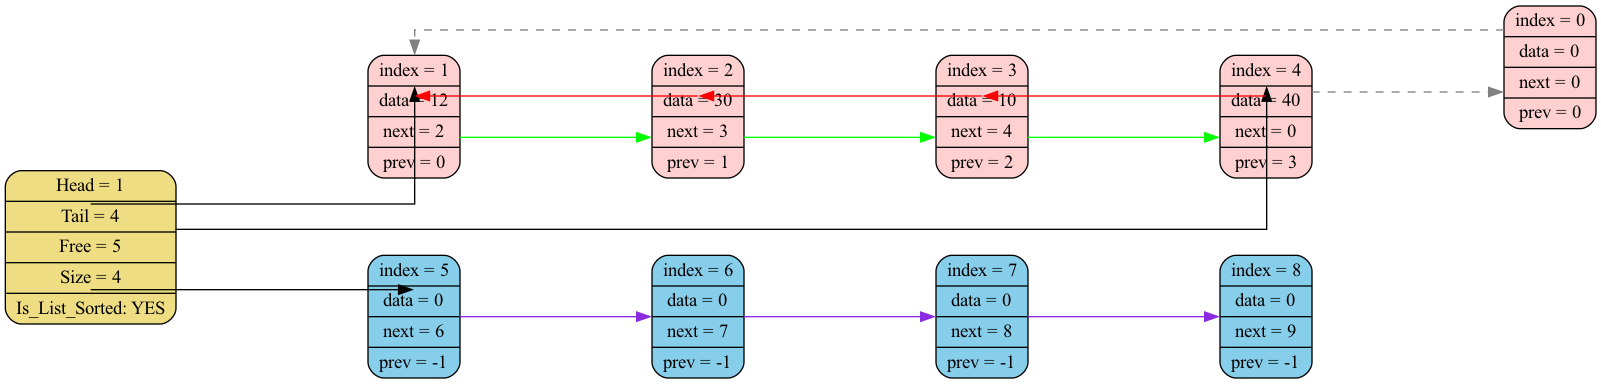 index = 0
data = 0
next = 0
prev = 0
index = 1
data = 12
next = 2
prev = 0
index = 2
data = 30
next = 3
prev = 1
index = 3
data = 10
next = 4
prev = 2
index = 4
data = 40
next = 0
prev = 3
Head = 1
Tail = 4
Free = 5
Size = 4
Is_List_Sorted: YES
index = 5
data = 0
next = 6
prev = -1
index = 6
data = 0
next = 7
prev = -1
index = 7
data = 0
next = 8
prev = -1
index = 8
data = 0
next = 9
prev = -1